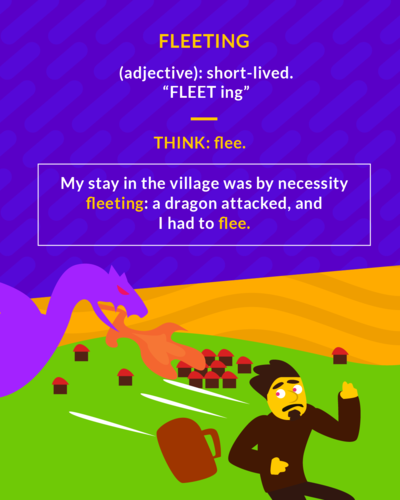 FLEETING
(adjective): short-lived.
“FLEET ing”
THINK: flee.
My stay in the village was by necessity
fleeting: a dragon attacked, and
I had to flee.